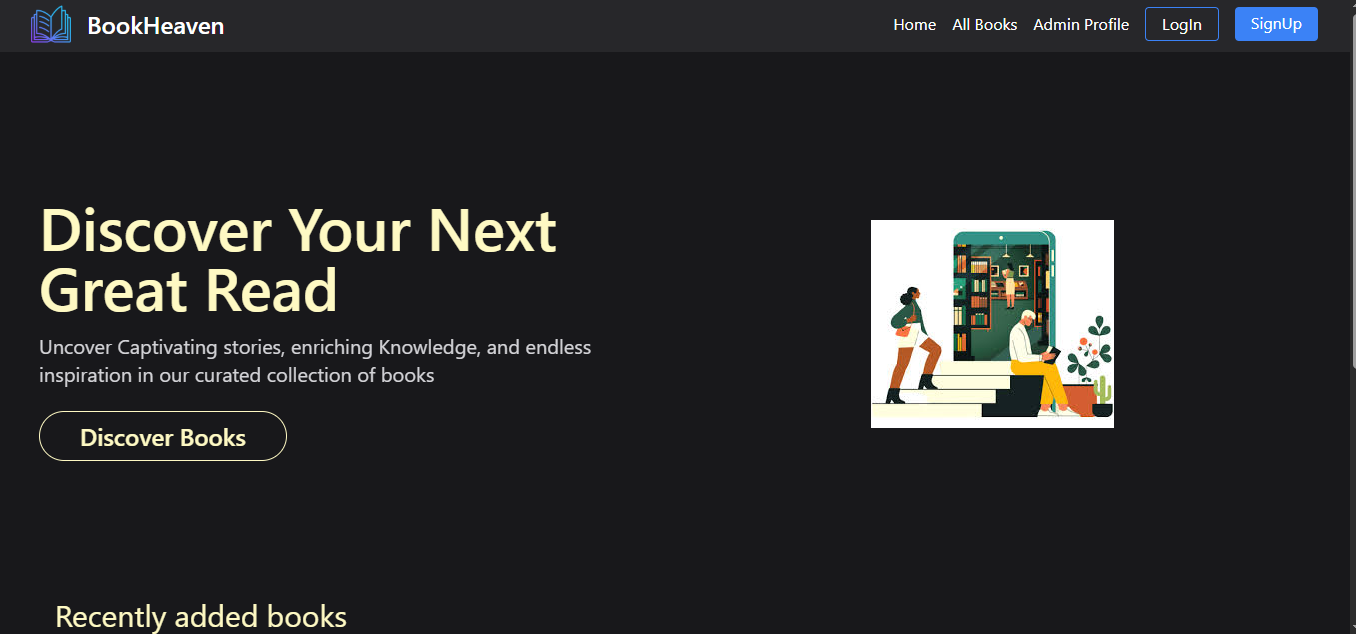 BookHeaven
Home
All Books
Admin Profile
LogIn
SignUp
Discover Your Next
Great Read
Uncover Captivating stories, enriching Knowledge, and endless
inspiration in our curated collection of books
Discover Books
Recently added books